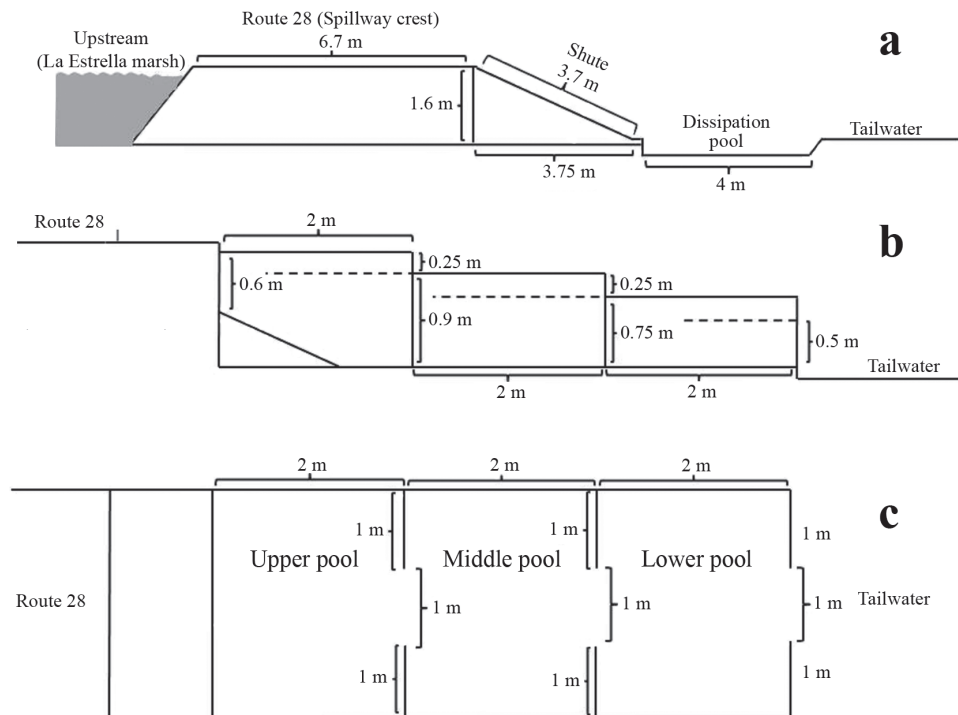 Route 28 (Spillway crest)
6.7 m
Upstream
(La Estrella marsh)
Shute
3.7 m
a
1.6 m
Dissipation
pool
Tailwater
3.75 m
4 m
Route 28
2 m
b
0.25 m
0.6 m
0.25 m
0.9 m
0.75 m
0.5 m
Tailwater
2 m
2 m
2 m
2 m
2 m
c
1 m
1 m
1 m
Upper pool
Middle pool
Lower pool
Route 28
1 m
1 m
1 m
Tailwater
1 m
1 m
1 m